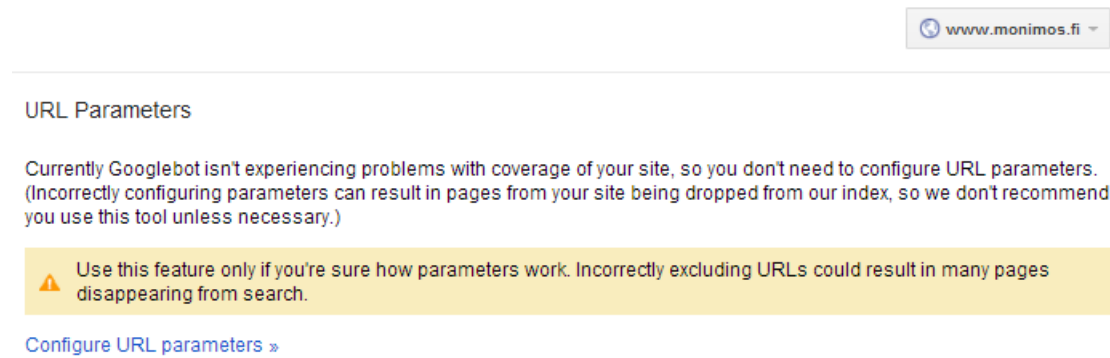 www.monimos.fi
URL Parameters
Currently Googlebot isn't experiencing problems with coverage of your site, so you don't need to configure URL parameters.
(Incorrectly configuring parameters can result in pages from your site being dropped from our index, so we don't recommend
you use this tool unless necessary.)
Use this feature only if you're sure how parameters work. Incorrectly excluding URLs could result in many pages
disappearing from search.
Configure URL parameters »